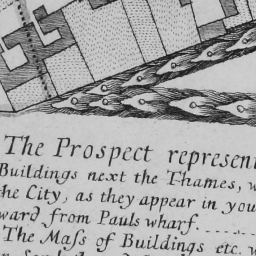 The Prospect represent
Buildings next the Thames, w
the City, as they appear in you
ward from Pauls wharf.......
The Maſs of Buildings etc. w